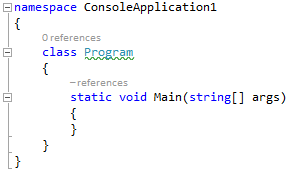 namespace ConsoleApplication1
{
0 references
class Program
{
– references
static void Main(string[] args)
{
}
}
}